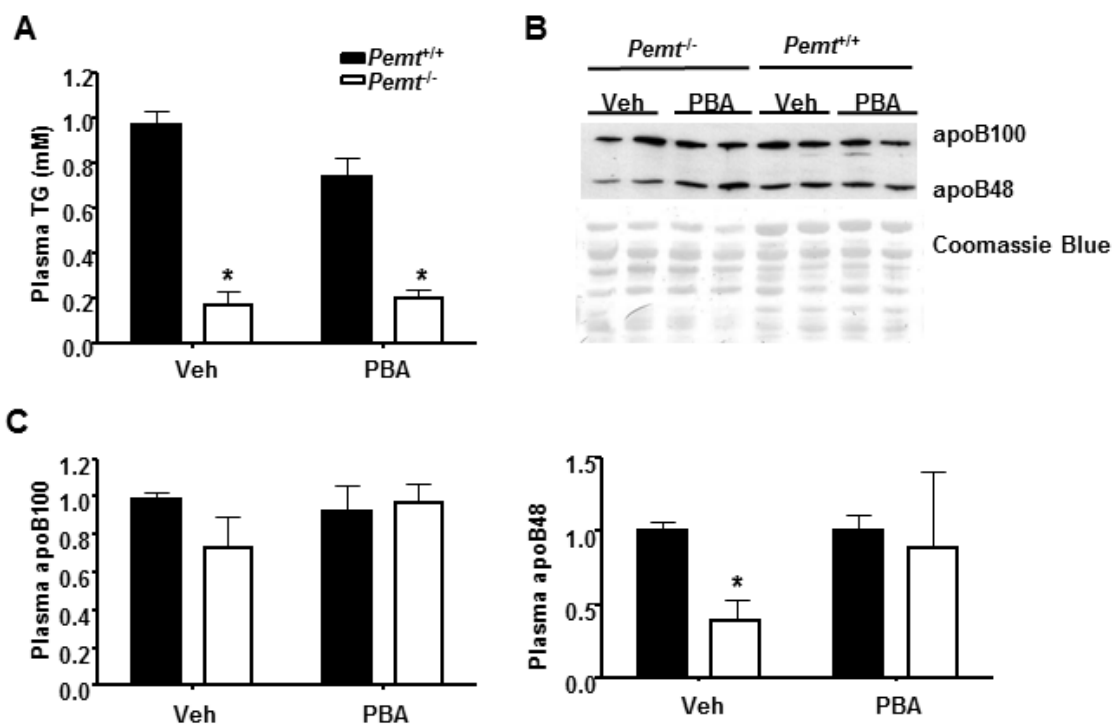 A
Pemt+/+
Pemt-/-
Plasma TG (mM)
1.2
1.0
0.8
0.6
0.4
0.2
0.0
*
*
Veh
PBA
B
Pemt-/-
Pemt+/+
Veh
PBA
Veh
PBA
apoB100
apoB48
Coomassie Blue
C
Plasma apoB100
1.2
1.0
0.8
0.6
0.4
0.2
0.0
Veh
PBA
Plasma apoB48
1.5
1.0
0.5
0.0
*
Veh
PBA